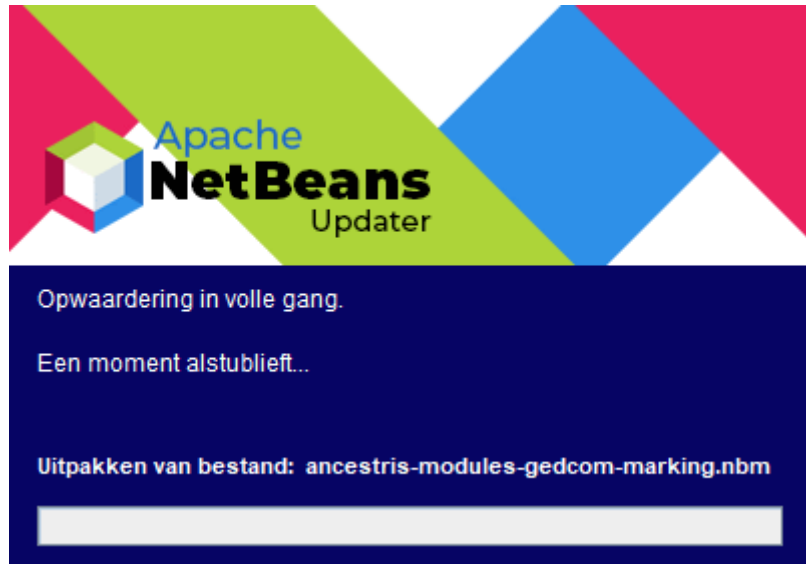 Apache
NetBeans
Updater
Opwaardering in volle gang.
Een moment alstublieft...
Uitpakken van bestand: ancestris-modules-gedcom-marking.nbm